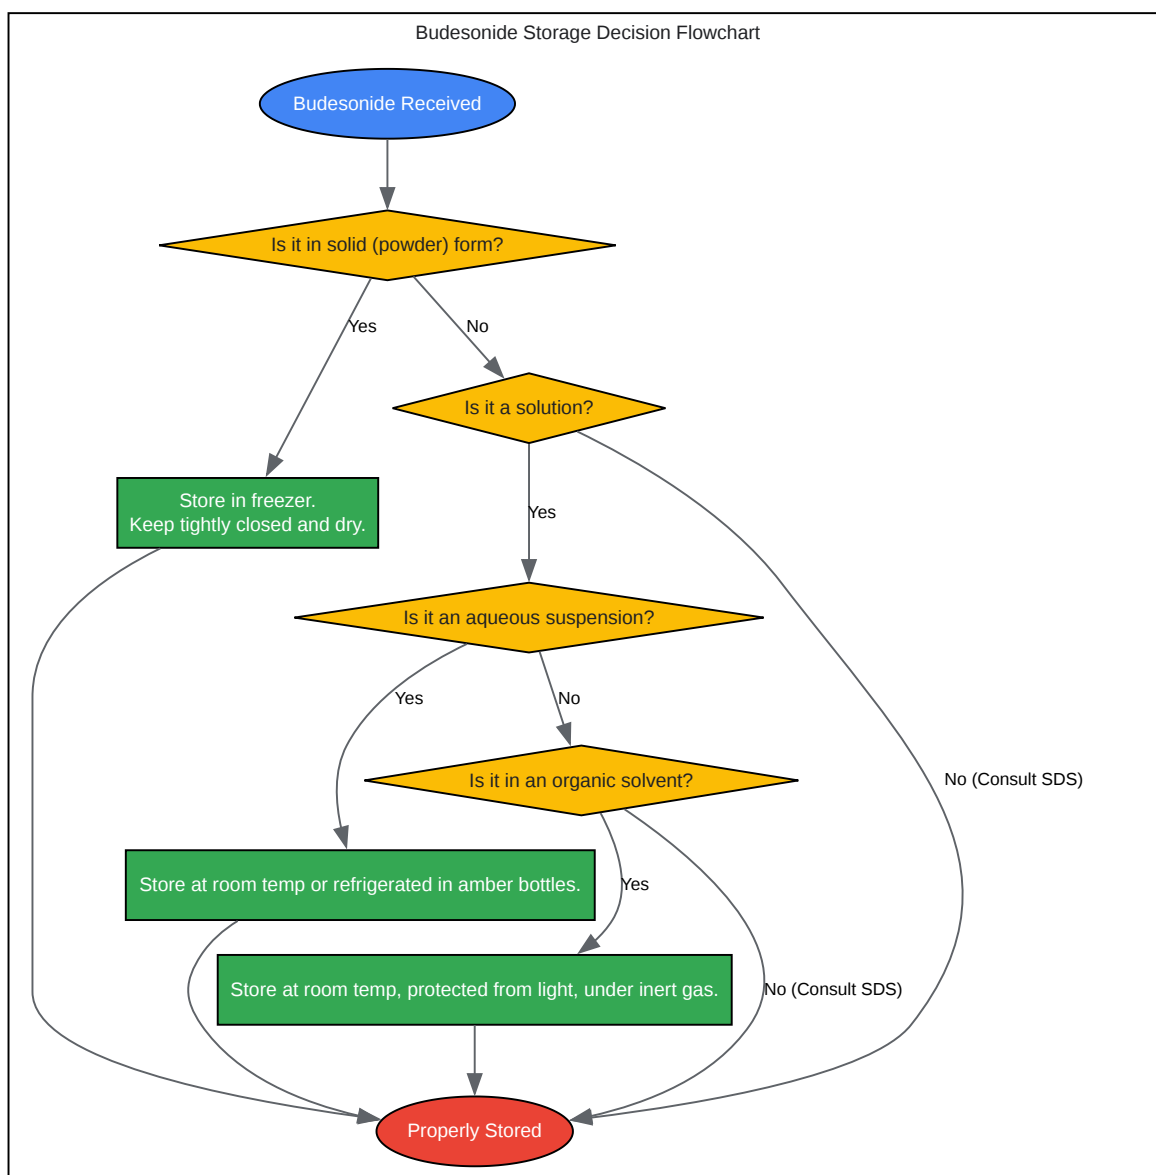 Budesonide Storage Decision Flowchart
Budesonide Received
Is it in solid (powder) form?
Yes
No
Is it a solution?
Store in freezer.
Keep tightly closed and dry.
Yes
Is it an aqueous suspension?
Yes
No
Is it in an organic solvent?
No (Consult SDS)
Store at room temp or refrigerated in amber bottles.
Yes
Store at room temp, protected from light, under inert gas.
No (Consult SDS)
Properly Stored